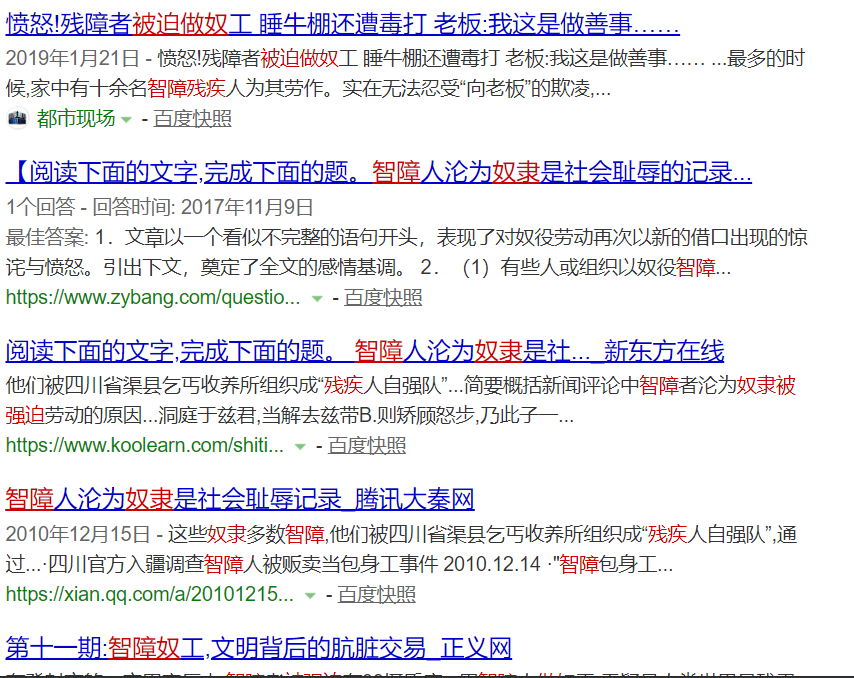 愤怒!残障者被迫做奴工 睡牛棚还遭毒打 老板:我这是做善事……
2019年1月21日 - 愤怒!残障者被迫做奴工 睡牛棚还遭毒打 老板:我这是做善事…… ...最多的时
候,家中有十余名智障残疾人为其劳作。实在无法忍受“向老板”的欺凌,...
都市现场 - 百度快照
【阅读下面的文字,完成下面的题。智障人沦为奴隶是社会耻辱的记录...
1个回答 - 回答时间: 2017年11月9日
最佳答案: 1．文章以一个看似不完整的语句开头，表现了对奴役劳动再次以新的借口出现的惊
诧与愤怒。引出下文，奠定了全文的感情基调。 2．（1）有些人或组织以奴役智障...
https://www.zybang.com/questio... - 百度快照
阅读下面的文字,完成下面的题。 智障人沦为奴隶是社..._新东方在线
他们被四川省渠县乞丐收养所组织成“残疾人自强队”...简要概括新闻评论中智障者沦为奴隶被
强迫劳动的原因...洞庭于兹君,当解去兹带B.则矫顾怒步,乃此子一...
https://www.koolearn.com/shiti... - 百度快照
智障人沦为奴隶是社会耻辱记录_腾讯大秦网
2010年12月15日 - 这些奴隶多数智障,他们被四川省渠县乞丐收养所组织成“残疾人自强队”,通
过...·四川官方入疆调查智障人被贩卖当包身工事件 2010.12.14 ·"智障包身工...
https://xian.qq.com/a/20101215... - 百度快照
第十一期:智障奴工,文明背后的肮脏交易_正义网